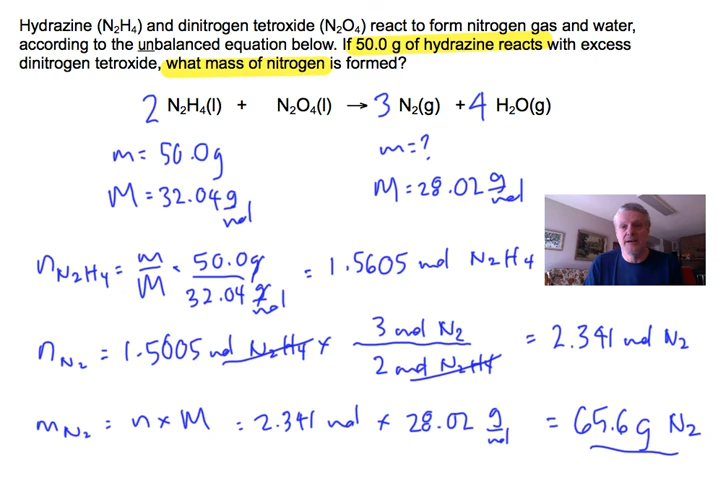 Hydrazine (N₂H₄) and dinitrogen tetroxide (N₂O₄) react to form nitrogen gas and water,
according to the unbalanced equation below. If 50.0 g of hydrazine reacts with excess
dinitrogen tetroxide, what mass of nitrogen is formed?
2 N₂H₄(l) + N₂O₄(l) → 3 N₂(g) + 4 H₂O(g)
m = 50.0g m = ?
M = 32.04 g/mol M = 28.02 g/mol
n N₂H₄ = m/M = 50.0g / 32.04 g/mol = 1.5605 mol N₂H₄
n N₂ = 1.5605 mol N₂H₄ × 3 mol N₂ / 2 mol N₂H₄ = 2.341 mol N₂
m N₂ = n × M = 2.341 mol × 28.02 g/mol = 65.6 g N₂